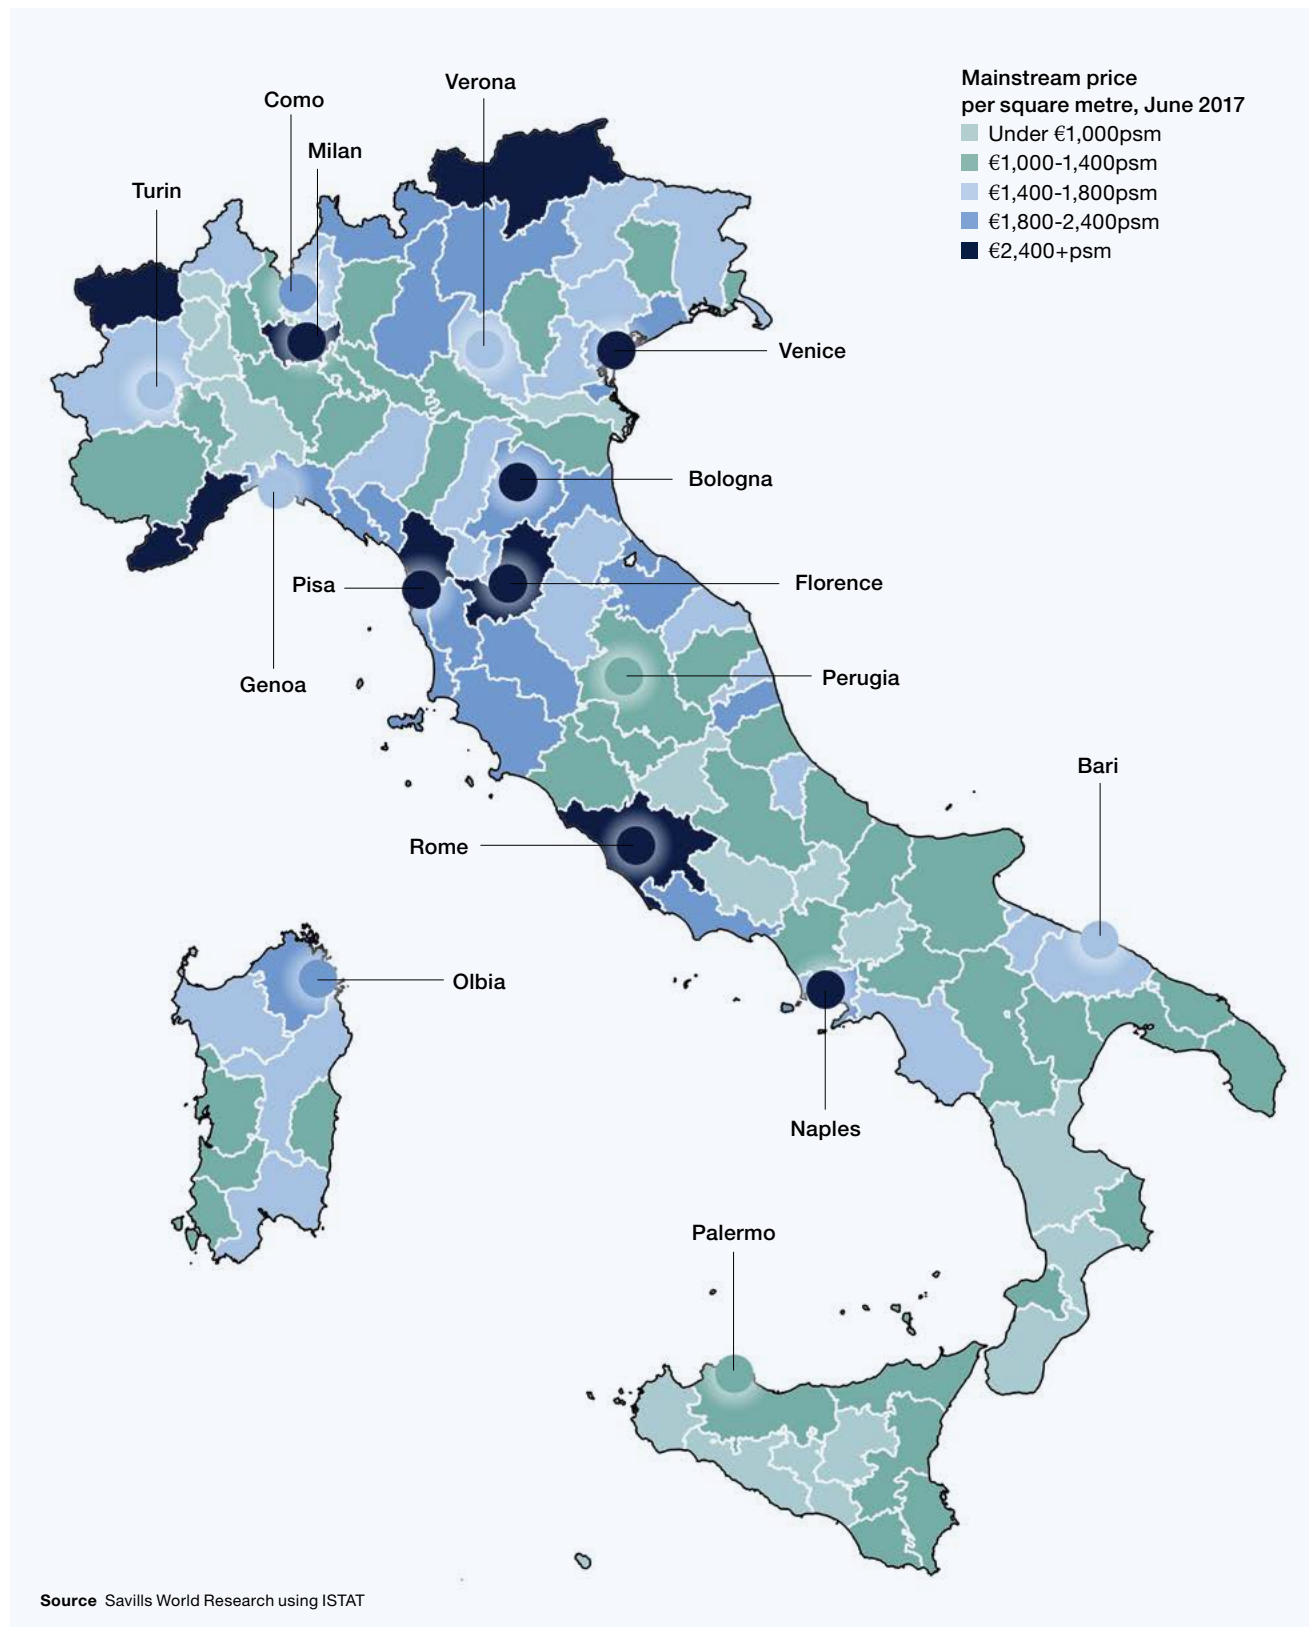 Verona
Como
Milan
Turin
Mainstream price
per square metre, June 2017
Under €1,000psm
€1,000-1,400psm
€1,400-1,800psm
€1,800-2,400psm
€2,400+psm
Venice
Bologna
Pisa
Florence
Genoa
Perugia
Bari
Rome
Olbia
Naples
Palermo
Source Savills World Research using ISTAT